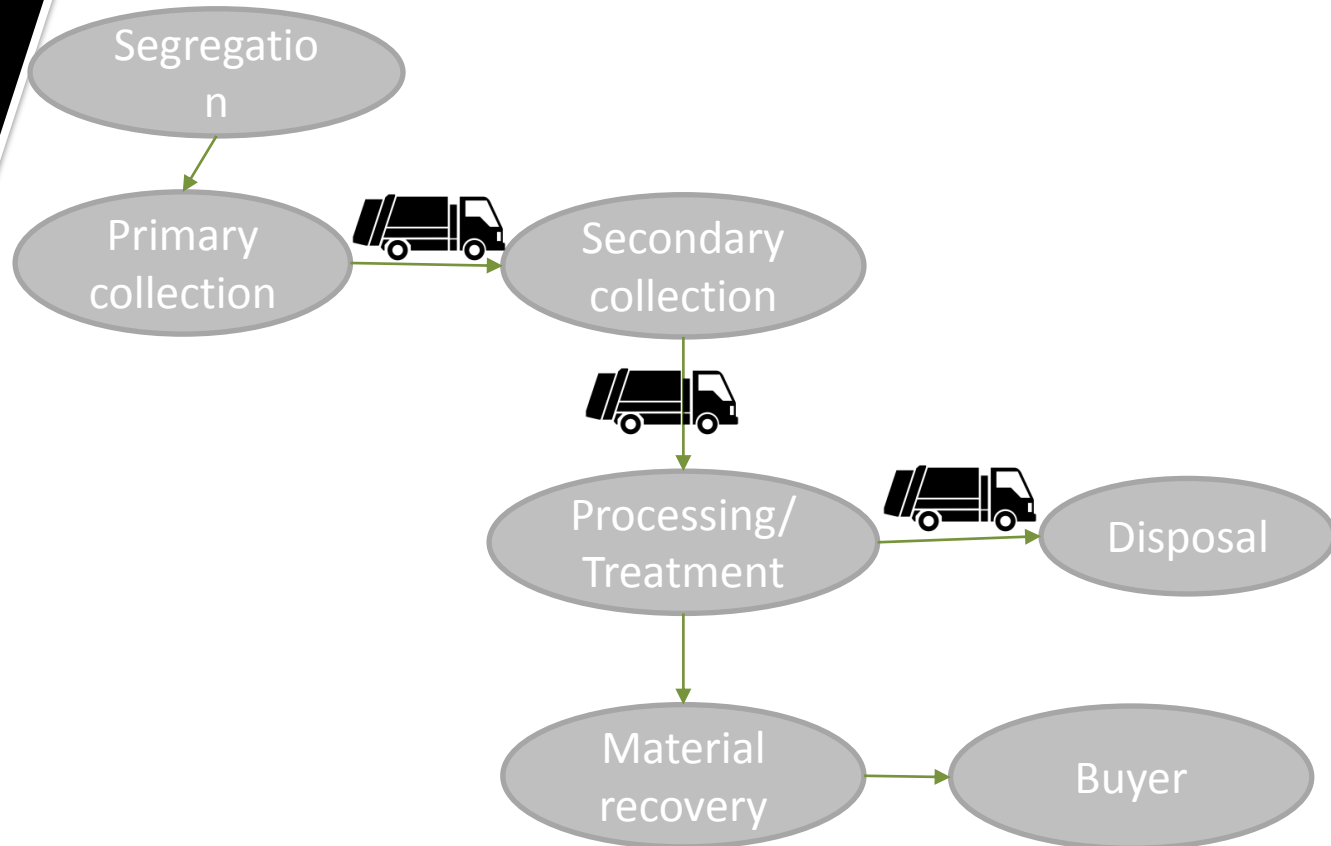 Segregatio
n
Primary
collection
Secondary
collection
Processing/
Treatment
Disposal
Material
recovery
Buyer